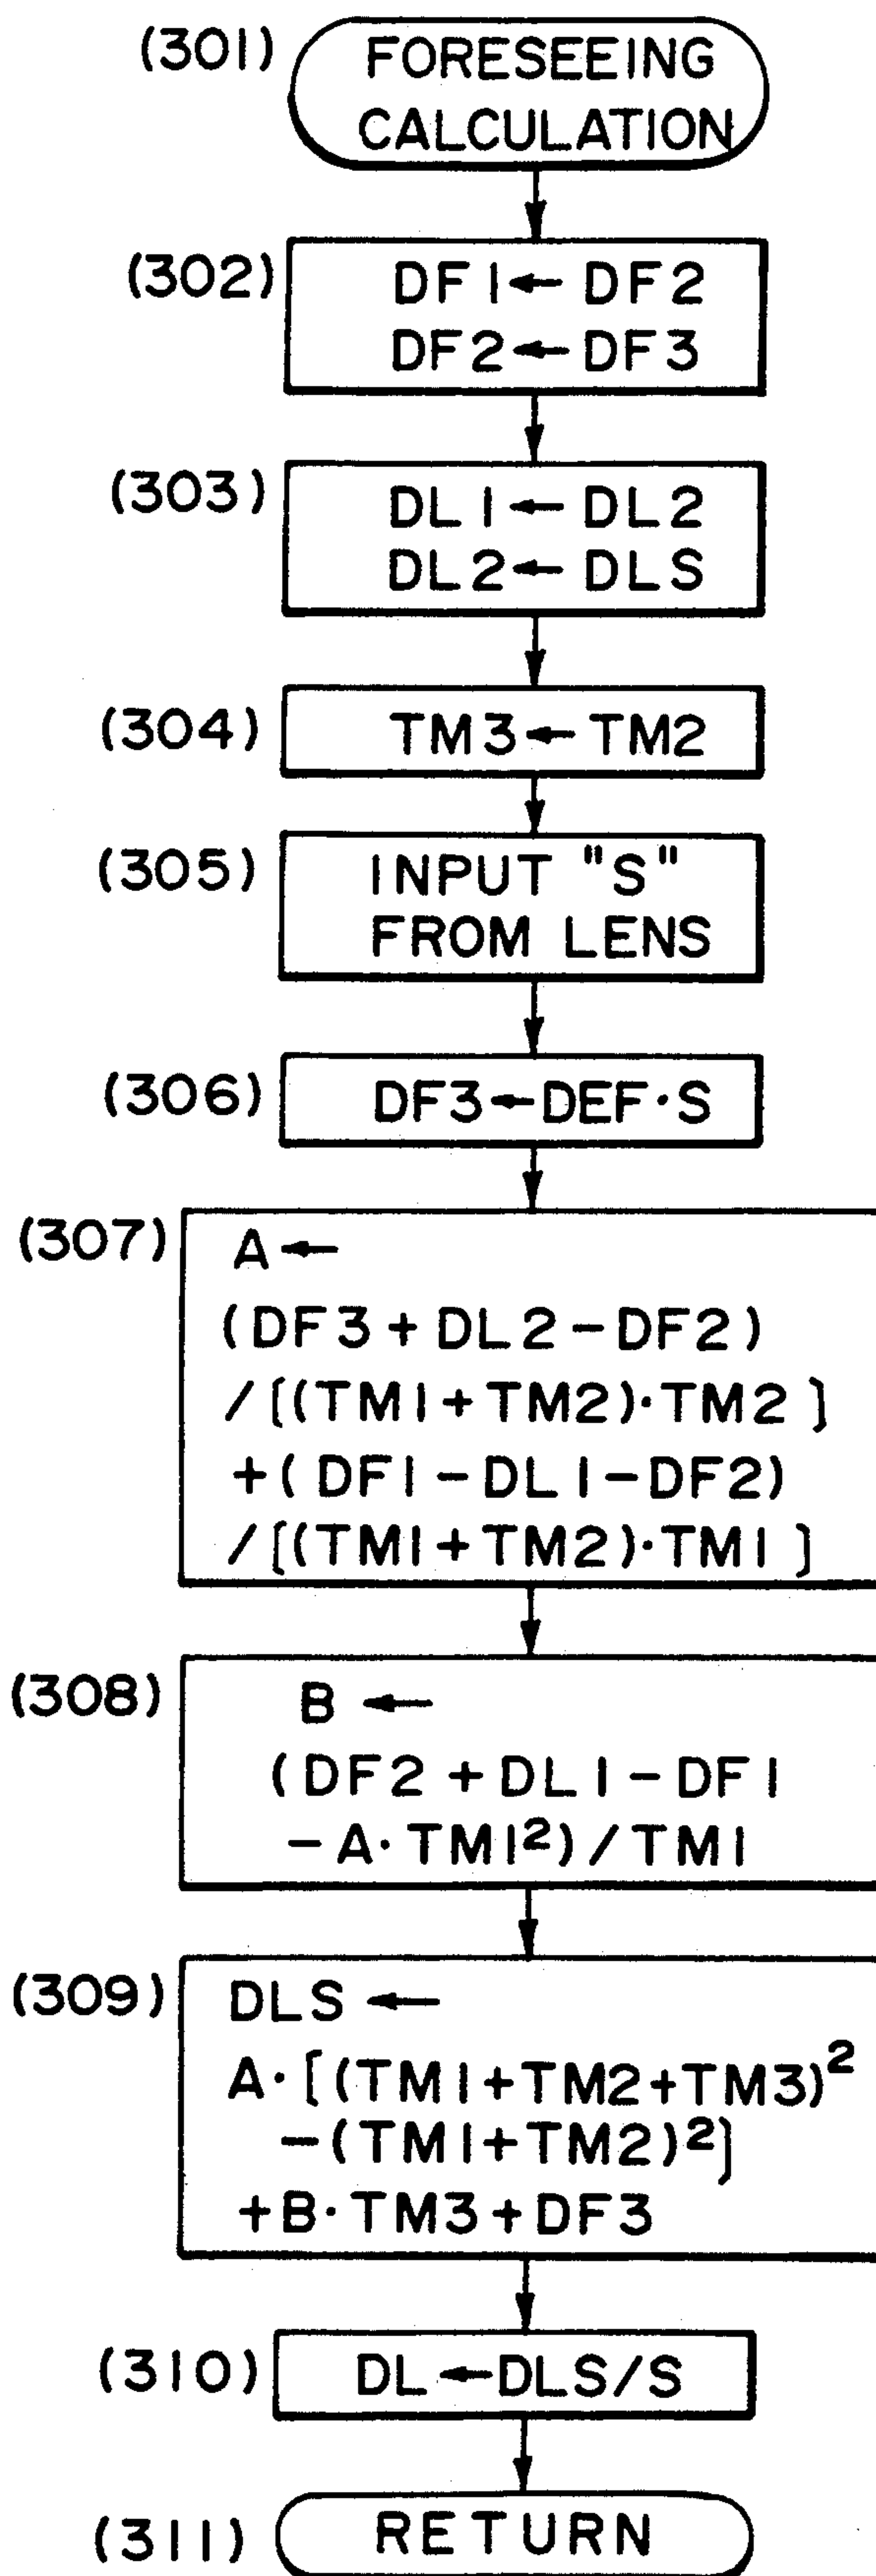 (301) FORESEEING
CALCULATION
(302) DF1←DF2
DF2←DF3
(303) DL1←DL2
DL2←DLS
(304) TM3←TM2
(305) INPUT "S"
FROM LENS
(306) DF3←DEF·S
(307) A←
(DF3+DL2-DF2)
/[(TM1+TM2)·TM2]
+(DF1-DL1-DF2)
/[(TM1+TM2)·TM1]
(308) B←
(DF2+DL1-DF1
-A·TM1²)/TM1
(309) DLS←
A·[(TM1+TM2+TM3)²
-(TM1+TM2)²]
+B·TM3+DF3
(310) DL←DLS/S
(311) RETURN